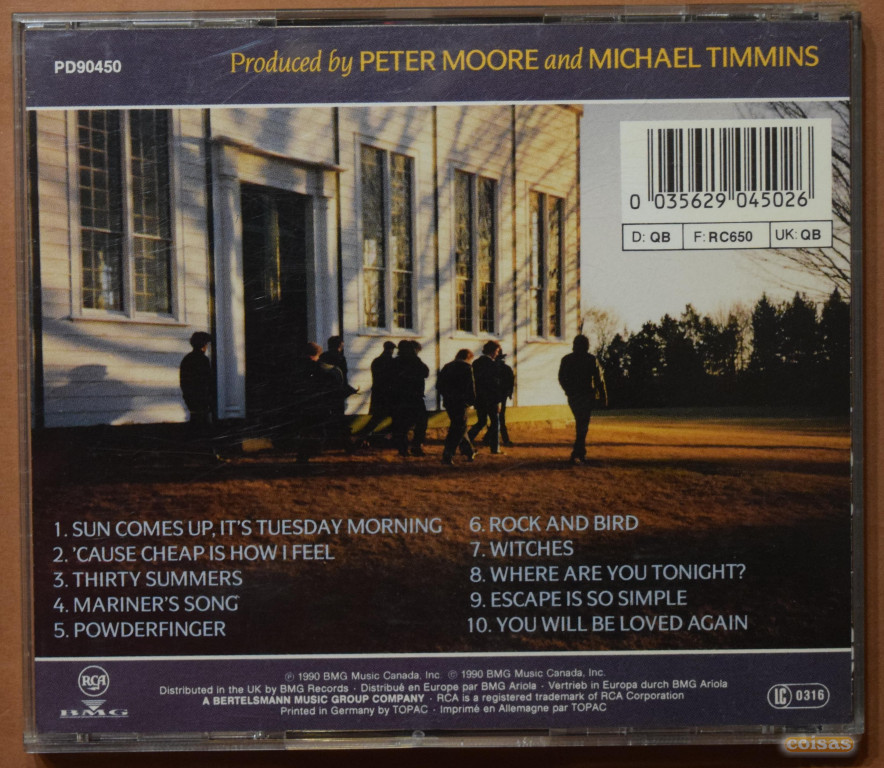 PD90450
Produced by PETER MOORE and MICHAEL TIMMINS
0 035629 045026
D: QB F: RC650 UK: QB
1. SUN COMES UP, IT'S TUESDAY MORNING
2. 'CAUSE CHEAP IS HOW I FEEL
3. THIRTY SUMMERS
4. MARINER'S SONG
5. POWDERFINGER
6. ROCK AND BIRD
7. WITCHES
8. WHERE ARE YOU TONIGHT?
9. ESCAPE IS SO SIMPLE
10. YOU WILL BE LOVED AGAIN
RCA
BMG
℗ 1990 BMG Music Canada, Inc. © 1990 BMG Music Canada, Inc.
Distributed in the UK by BMG Records · Distribué en Europe par BMG Ariola · Vertrieb in Europa durch BMG Ariola
A BERTELSMANN MUSIC GROUP COMPANY · RCA is a registered trademark of RCA Corporation
Printed in Germany by TOPAC · Imprimé en Allemagne par TOPAC
LC 0316
coisas